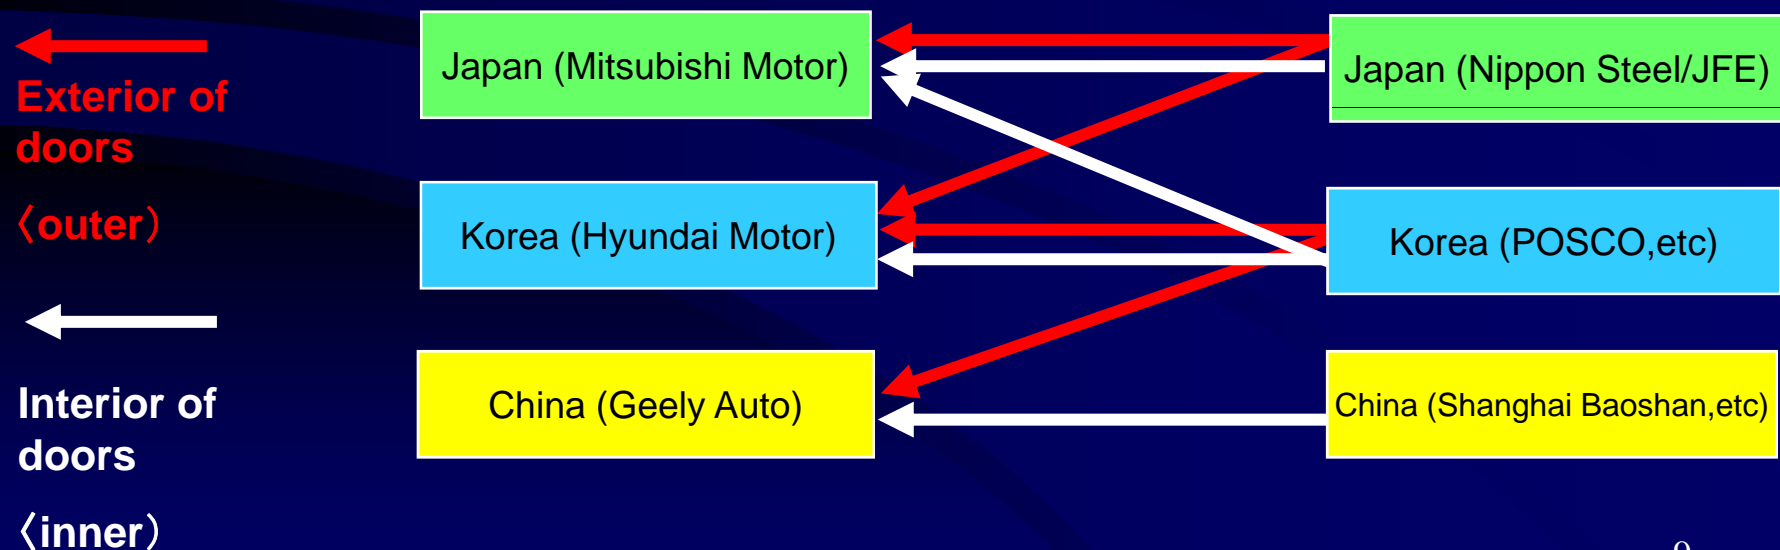 Exterior of
doors
〈outer）
Interior of
doors
〈inner）
Japan (Mitsubishi Motor)
Korea (Hyundai Motor)
China (Geely Auto)
Japan (Nippon Steel/JFE)
Korea (POSCO,etc)
China (Shanghai Baoshan,etc)